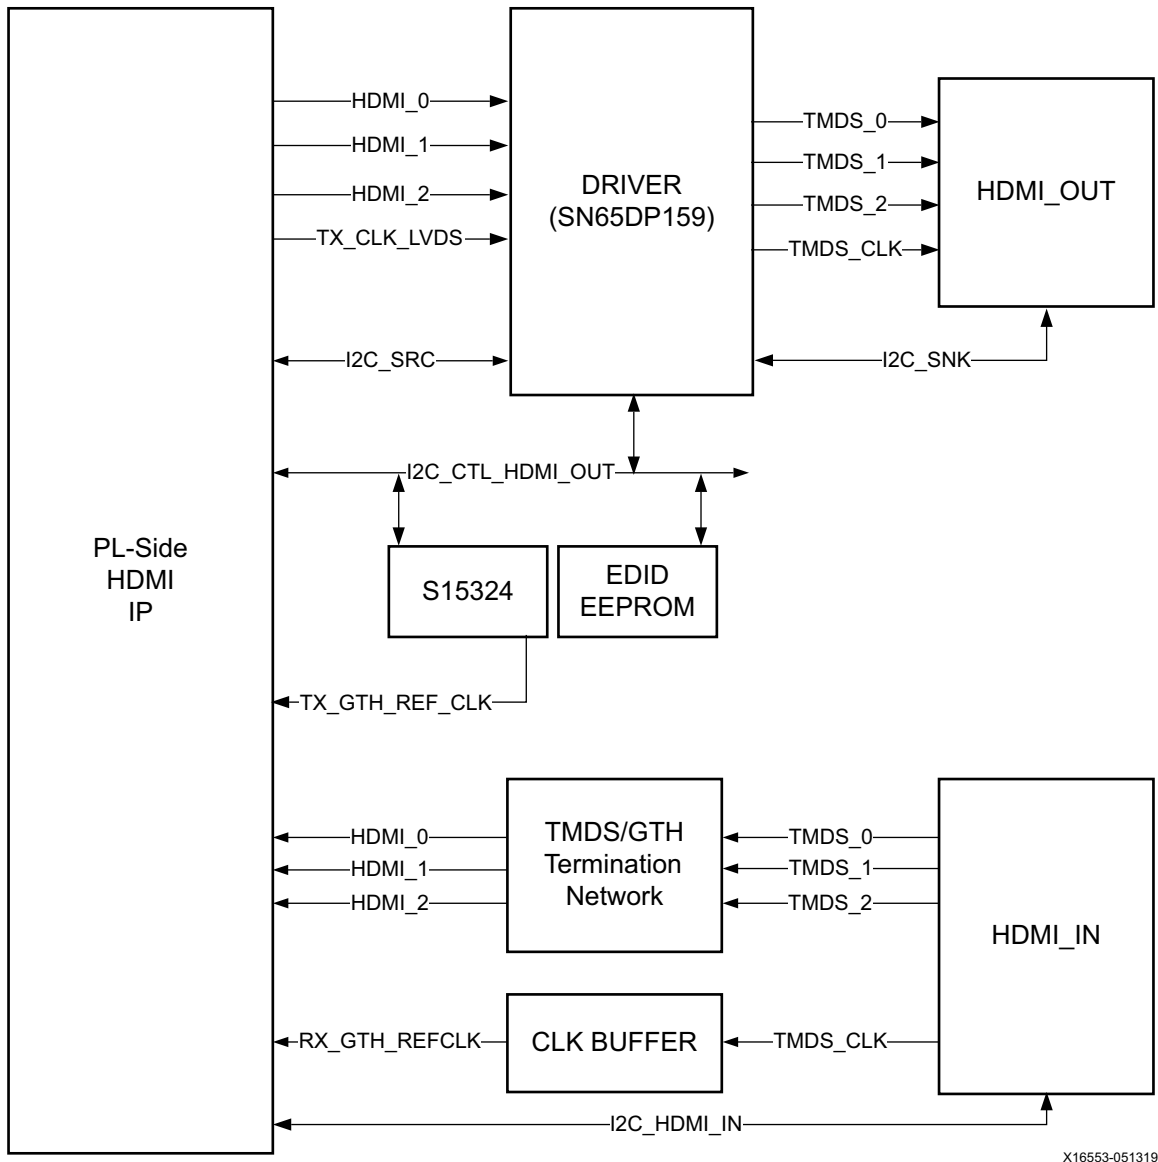 HDMI_0
HDMI_1
HDMI_2
TX_CLK_LVDS
I2C_SRC
DRIVER
(SN65DP159)
TMDS_0
TMDS_1
TMDS_2
TMDS_CLK
HDMI_OUT
I2C_SNK
I2C_CTL_HDMI_OUT
PL-Side
HDMI
IP
S15324
EDID
EEPROM
TX_GTH_REF_CLK
HDMI_0
HDMI_1
HDMI_2
TMDS/GTH
Termination
Network
TMDS_0
TMDS_1
TMDS_2
HDMI_IN
RX_GTH_REFCLK
CLK BUFFER
TMDS_CLK
I2C_HDMI_IN
X16553-051319